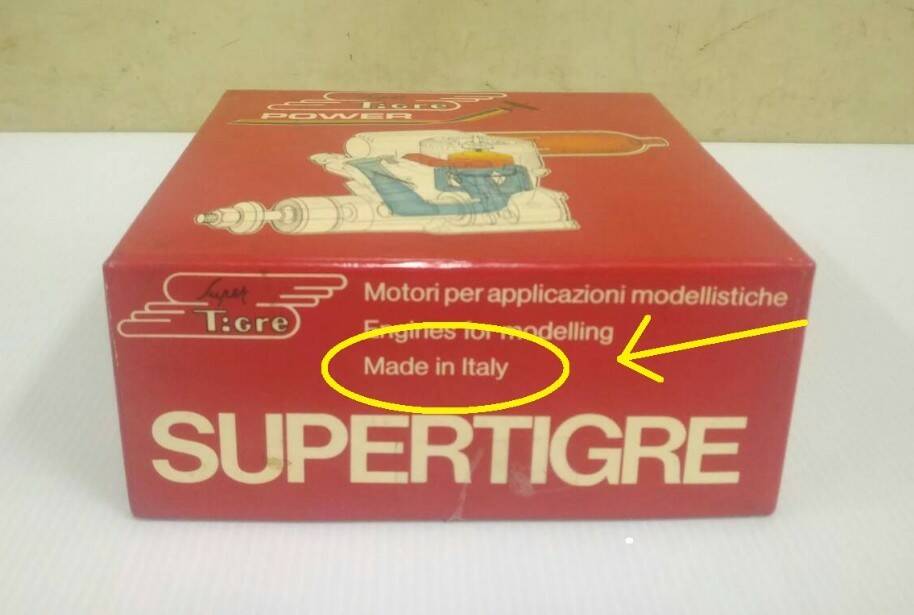 Super
Tigre
POWER
Super
Tigre
Motori per applicazioni modellistiche
Engines for modelling
Made in Italy
SUPERTIGRE